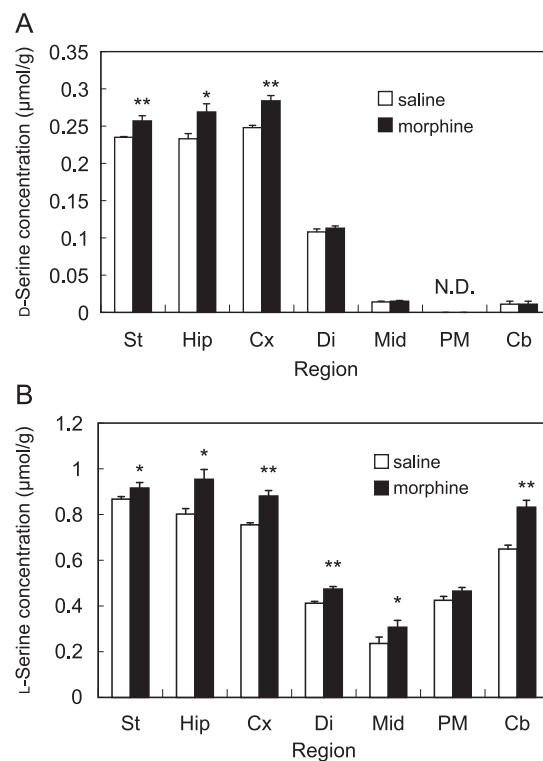 A
D-Serine concentration (μmol/g)
0.35
0.3
0.25
0.2
0.15
0.1
0.05
0
** * **
saline
morphine
N.D.
St Hip Cx Di Mid PM Cb
Region
B
L-Serine concentration (μmol/g)
1.2
1
0.8
0.6
0.4
0.2
0
* * ** ** * **
saline
morphine
St Hip Cx Di Mid PM Cb
Region